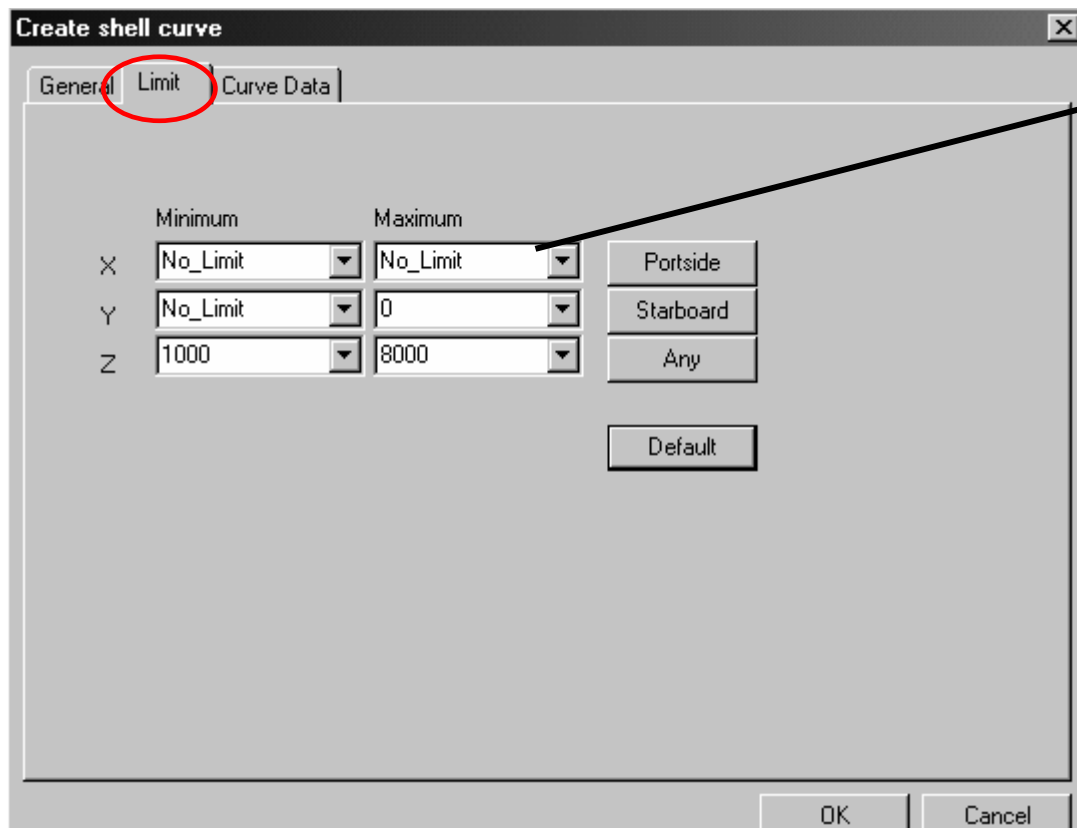 Create shell curve
General Limit Curve Data
Minimum Maximum
X No_Limit No_Limit Portside
Y No_Limit 0 Starboard
Z 1000 8000 Any
Default
OK Cancel